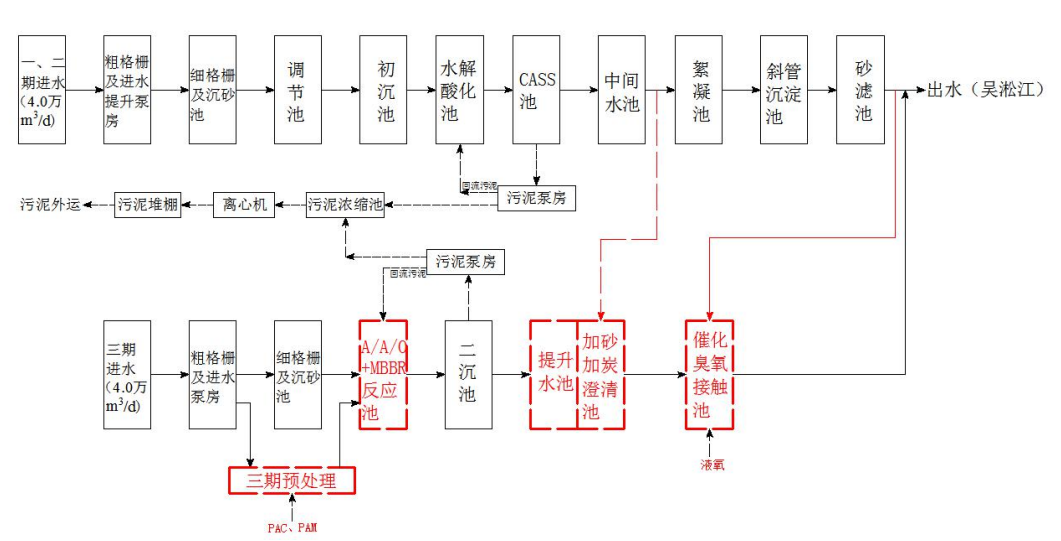 一、二
期进水
(4.0万
m³/d)
粗格栅
及进水
提升泵
房
细格栅
及沉砂
池
调
节
池
初
沉
池
水解
酸化
池
CASS
池
中间
水池
絮
凝
池
斜管
沉淀
池
砂
滤
池
出水（吴淞江）
回流污泥
污泥泵房
污泥外运
污泥堆棚
离心机
污泥浓缩池
污泥泵房
回流污泥
三期
进水
(4.0万
m³/d)
粗格栅
及进水
泵房
细格栅
及沉砂
池
A/A/O
+MBBR
反应
池
二
沉
池
提升
水池
加砂
加炭
澄清
池
催化
臭氧
接触
池
液氧
三期预处理
PAC、PAM